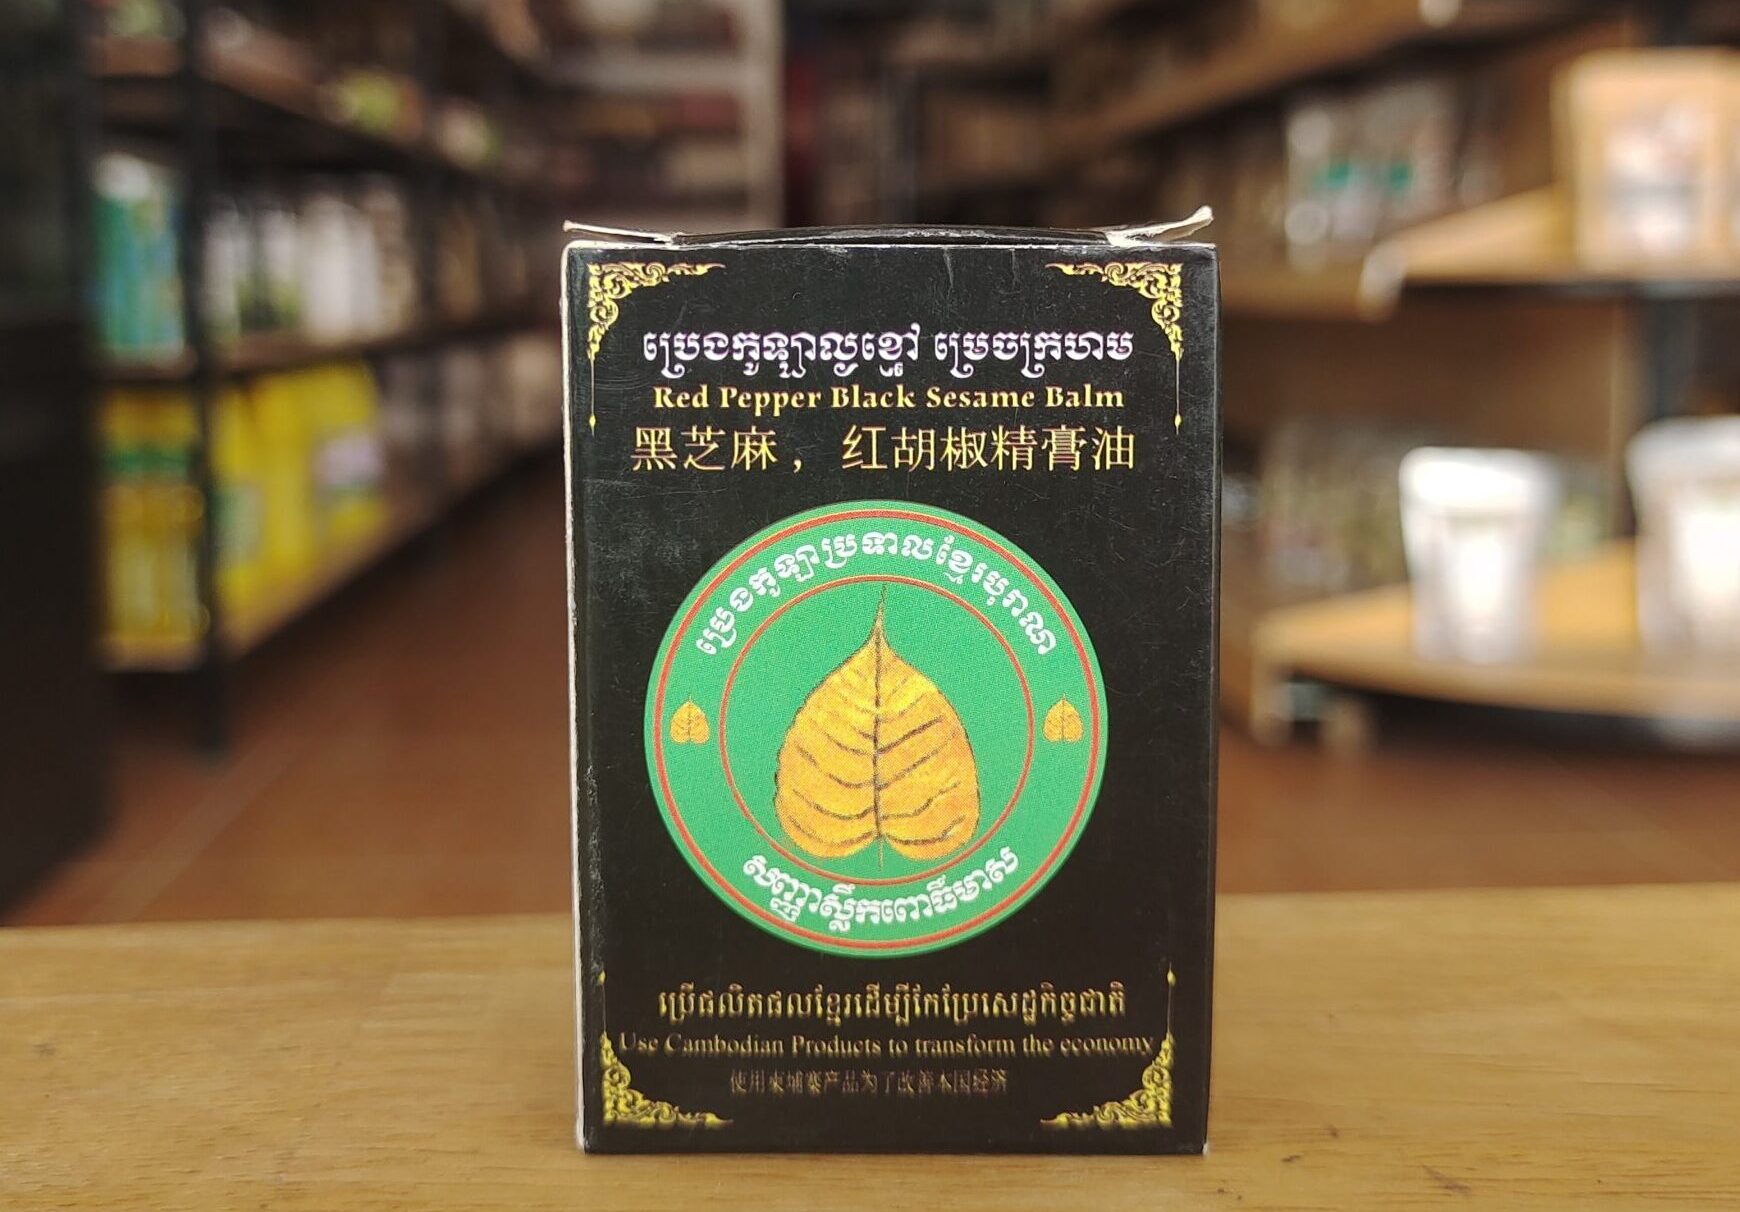 ប្រេងកូឡាល្ងខ្មៅ ម្រេចក្រហម
Red Pepper Black Sesame Balm
黑芝麻，红胡椒精膏油
ប្រេងកូឡាប្រទាលខ្មែរបុរាណ
សញ្ញាស្លឹកពោធិ៍មាស
ប្រើផលិតផលខ្មែរដើម្បីកែប្រែសេដ្ឋកិច្ចជាតិ
Use Cambodian Products to transform the economy
使用柬埔寨产品为了改善本国经济